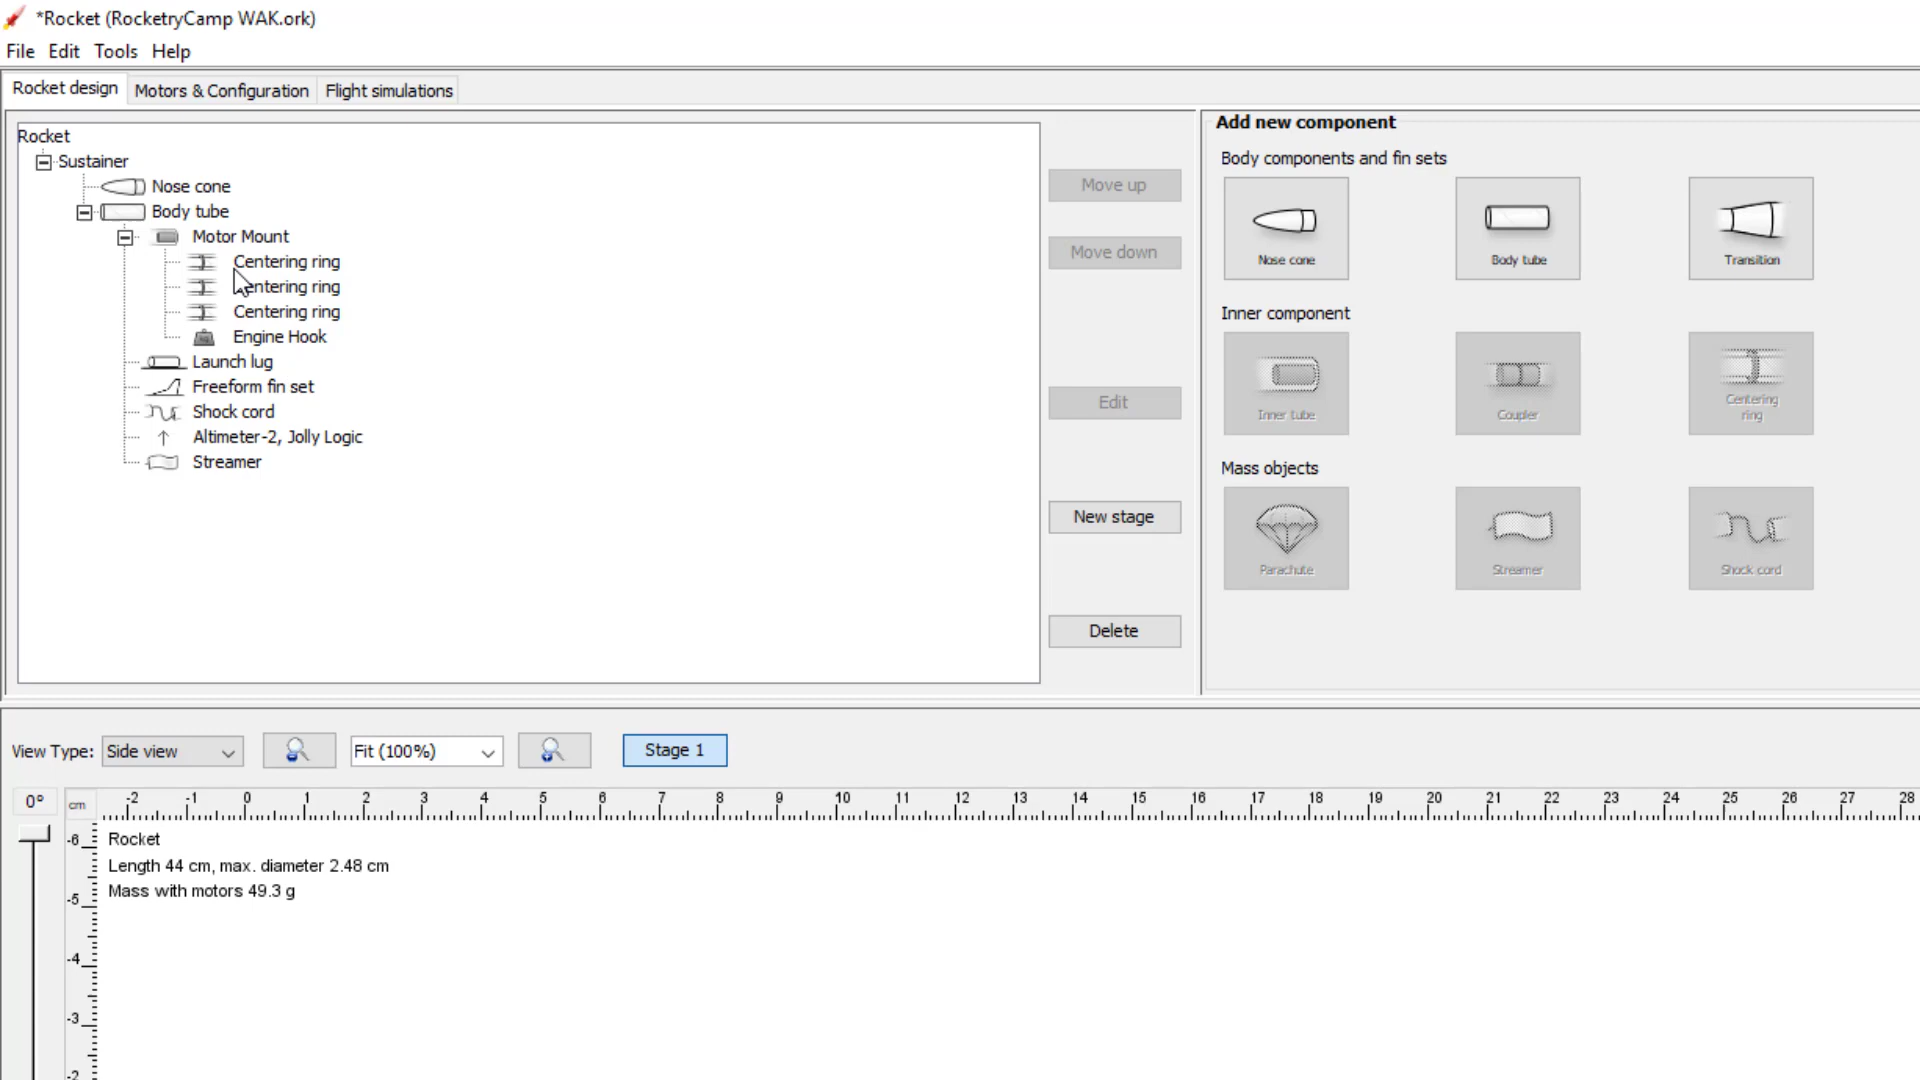 *Rocket (RocketryCamp WAK.ork)
File Edit Tools Help
Rocket design Motors & Configuration Flight simulations
Rocket
Sustainer
Nose cone
Body tube
Motor Mount
Centering ring
Centering ring
Centering ring
Engine Hook
Launch lug
Freeform fin set
Shock cord
Altimeter-2, Jolly Logic
Streamer
Move up
Move down
Edit
New stage
Delete
Add new component
Body components and fin sets
Nose cone Body tube Transition
Inner component
Inner tube Coupler Centering
ring
Mass objects
Parachute Streamer Shock cord
View Type: Side view Fit (100%) Stage 1
0° cm -2 -1 0 1 2 3 4 5 6 7 8 9 10 11 12 13 14 15 16 17 18 19 20 21 22 23 24 25 26 27 28
-6 Rocket
Length 44 cm, max. diameter 2.48 cm
Mass with motors 49.3 g
-5
-4
-3
-2